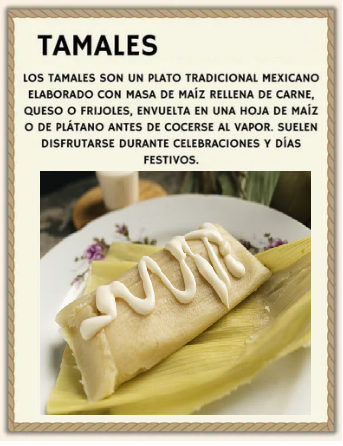 TAMALES
LOS TAMALES SON UN PLATO TRADICIONAL MEXICANO
ELABORADO CON MASA DE MAÍZ RELLENA DE CARNE,
QUESO O FRIJOLES, ENVUELTA EN UNA HOJA DE MAÍZ
O DE PLÁTANO ANTES DE COCERSE AL VAPOR. SUELEN
DISFRUTARSE DURANTE CELEBRACIONES Y DÍAS
FESTIVOS.